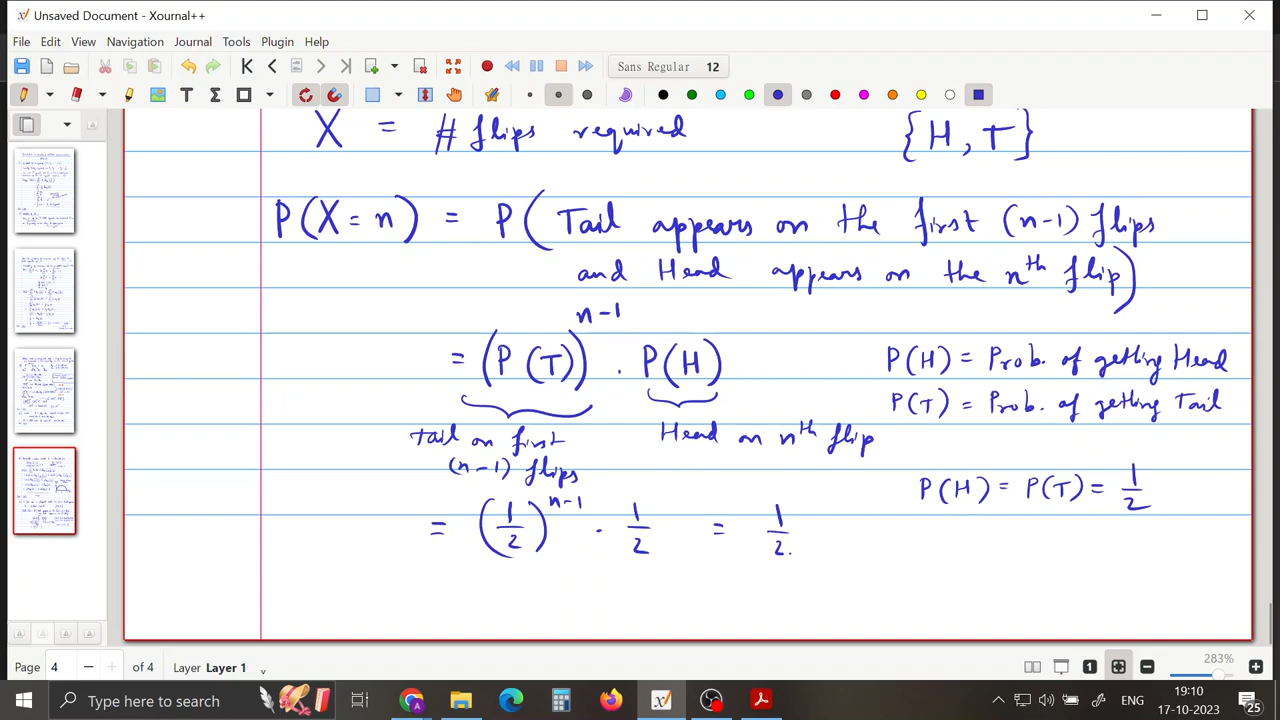 Unsaved Document - Xournal++
File Edit View Navigation Journal Tools Plugin Help
Sans Regular 12
X = # flips required {H, T}
P(X = n) = P( Tail appears on the first (n-1) flips
and Head appears on the nth flip)
= (P(T))^{n-1} . P(H)
P(H) = Prob. of getting Head
P(T) = Prob. of getting Tail
Tail on first
(n-1) flips
Head on nth flip
P(H) = P(T) = 1/2
= (1/2)^{n-1} . 1/2 = 1/2.
Page 4 of 4 Layer Layer 1 283%
Type here to search
ENG
19:10
17-10-2023
25